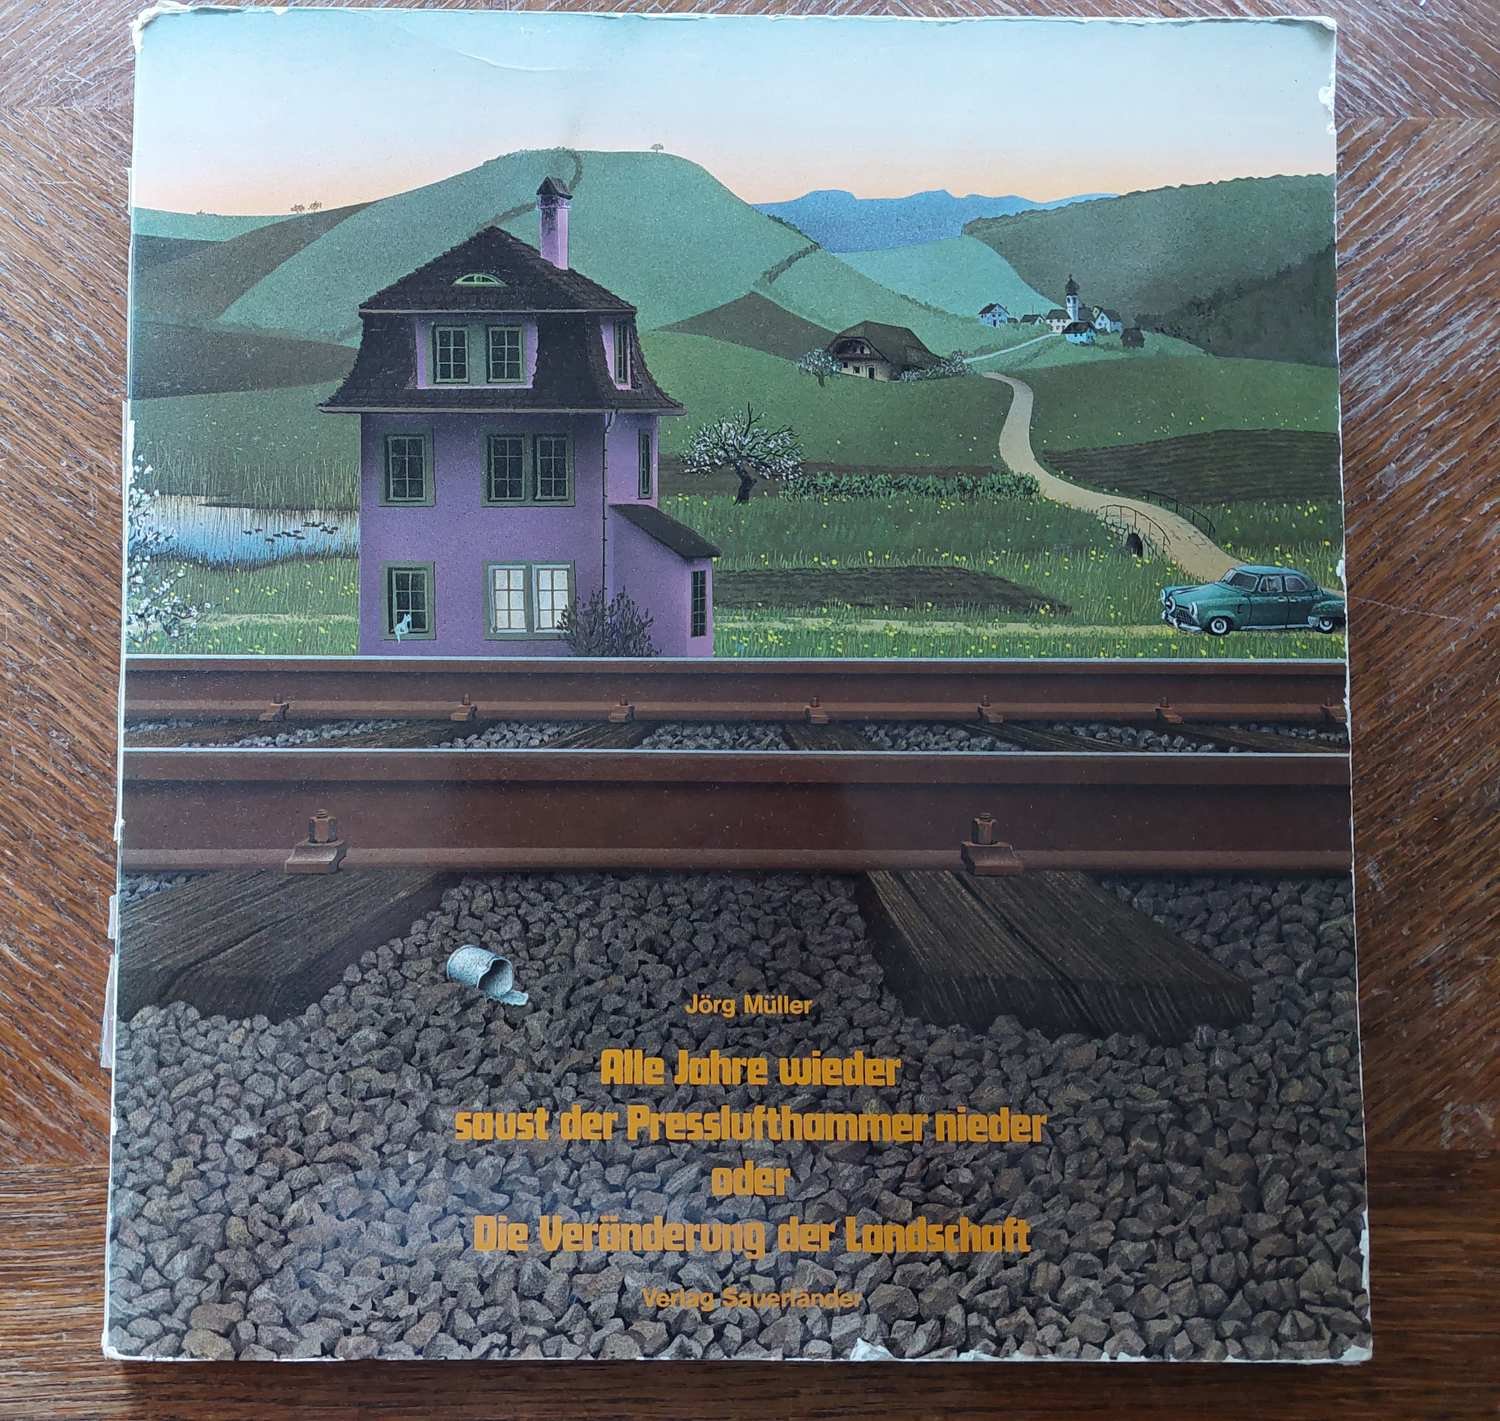 Jörg Müller
Alle Jahre wieder
saust der Presslufthammer nieder
oder
Die Veränderung der Landschaft
Verlag Sauerländer